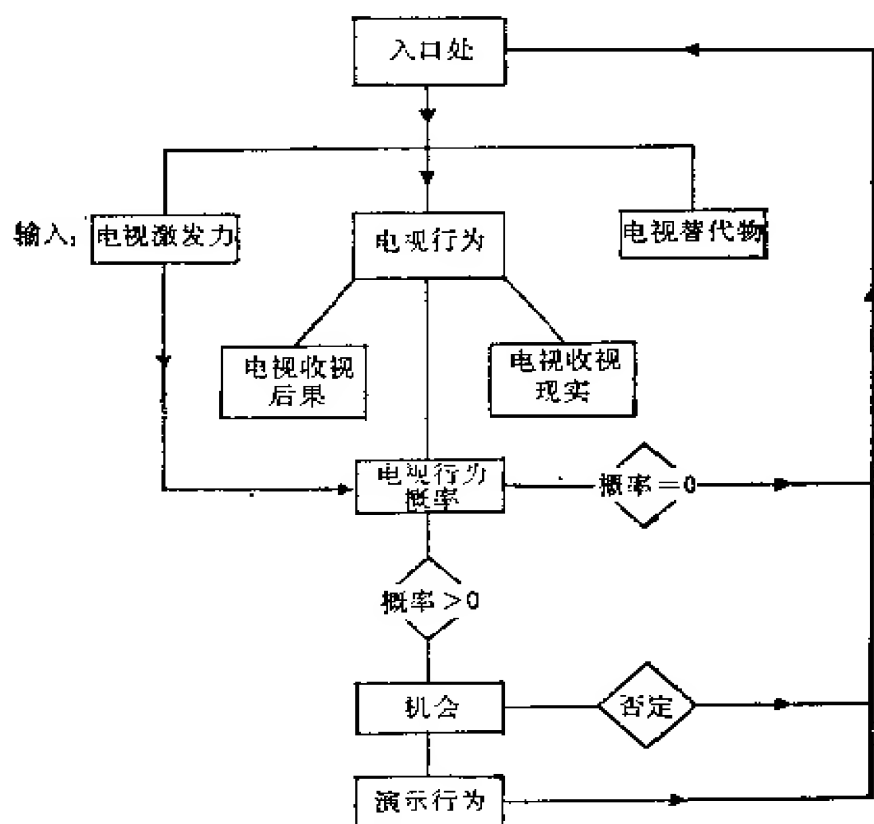 入口处
输入:
电视激发力
电视行为
电视替代物
电视收视
后果
电视收视
现实
电视行为
概率
概率=0
概率>0
机会
否定
演示行为